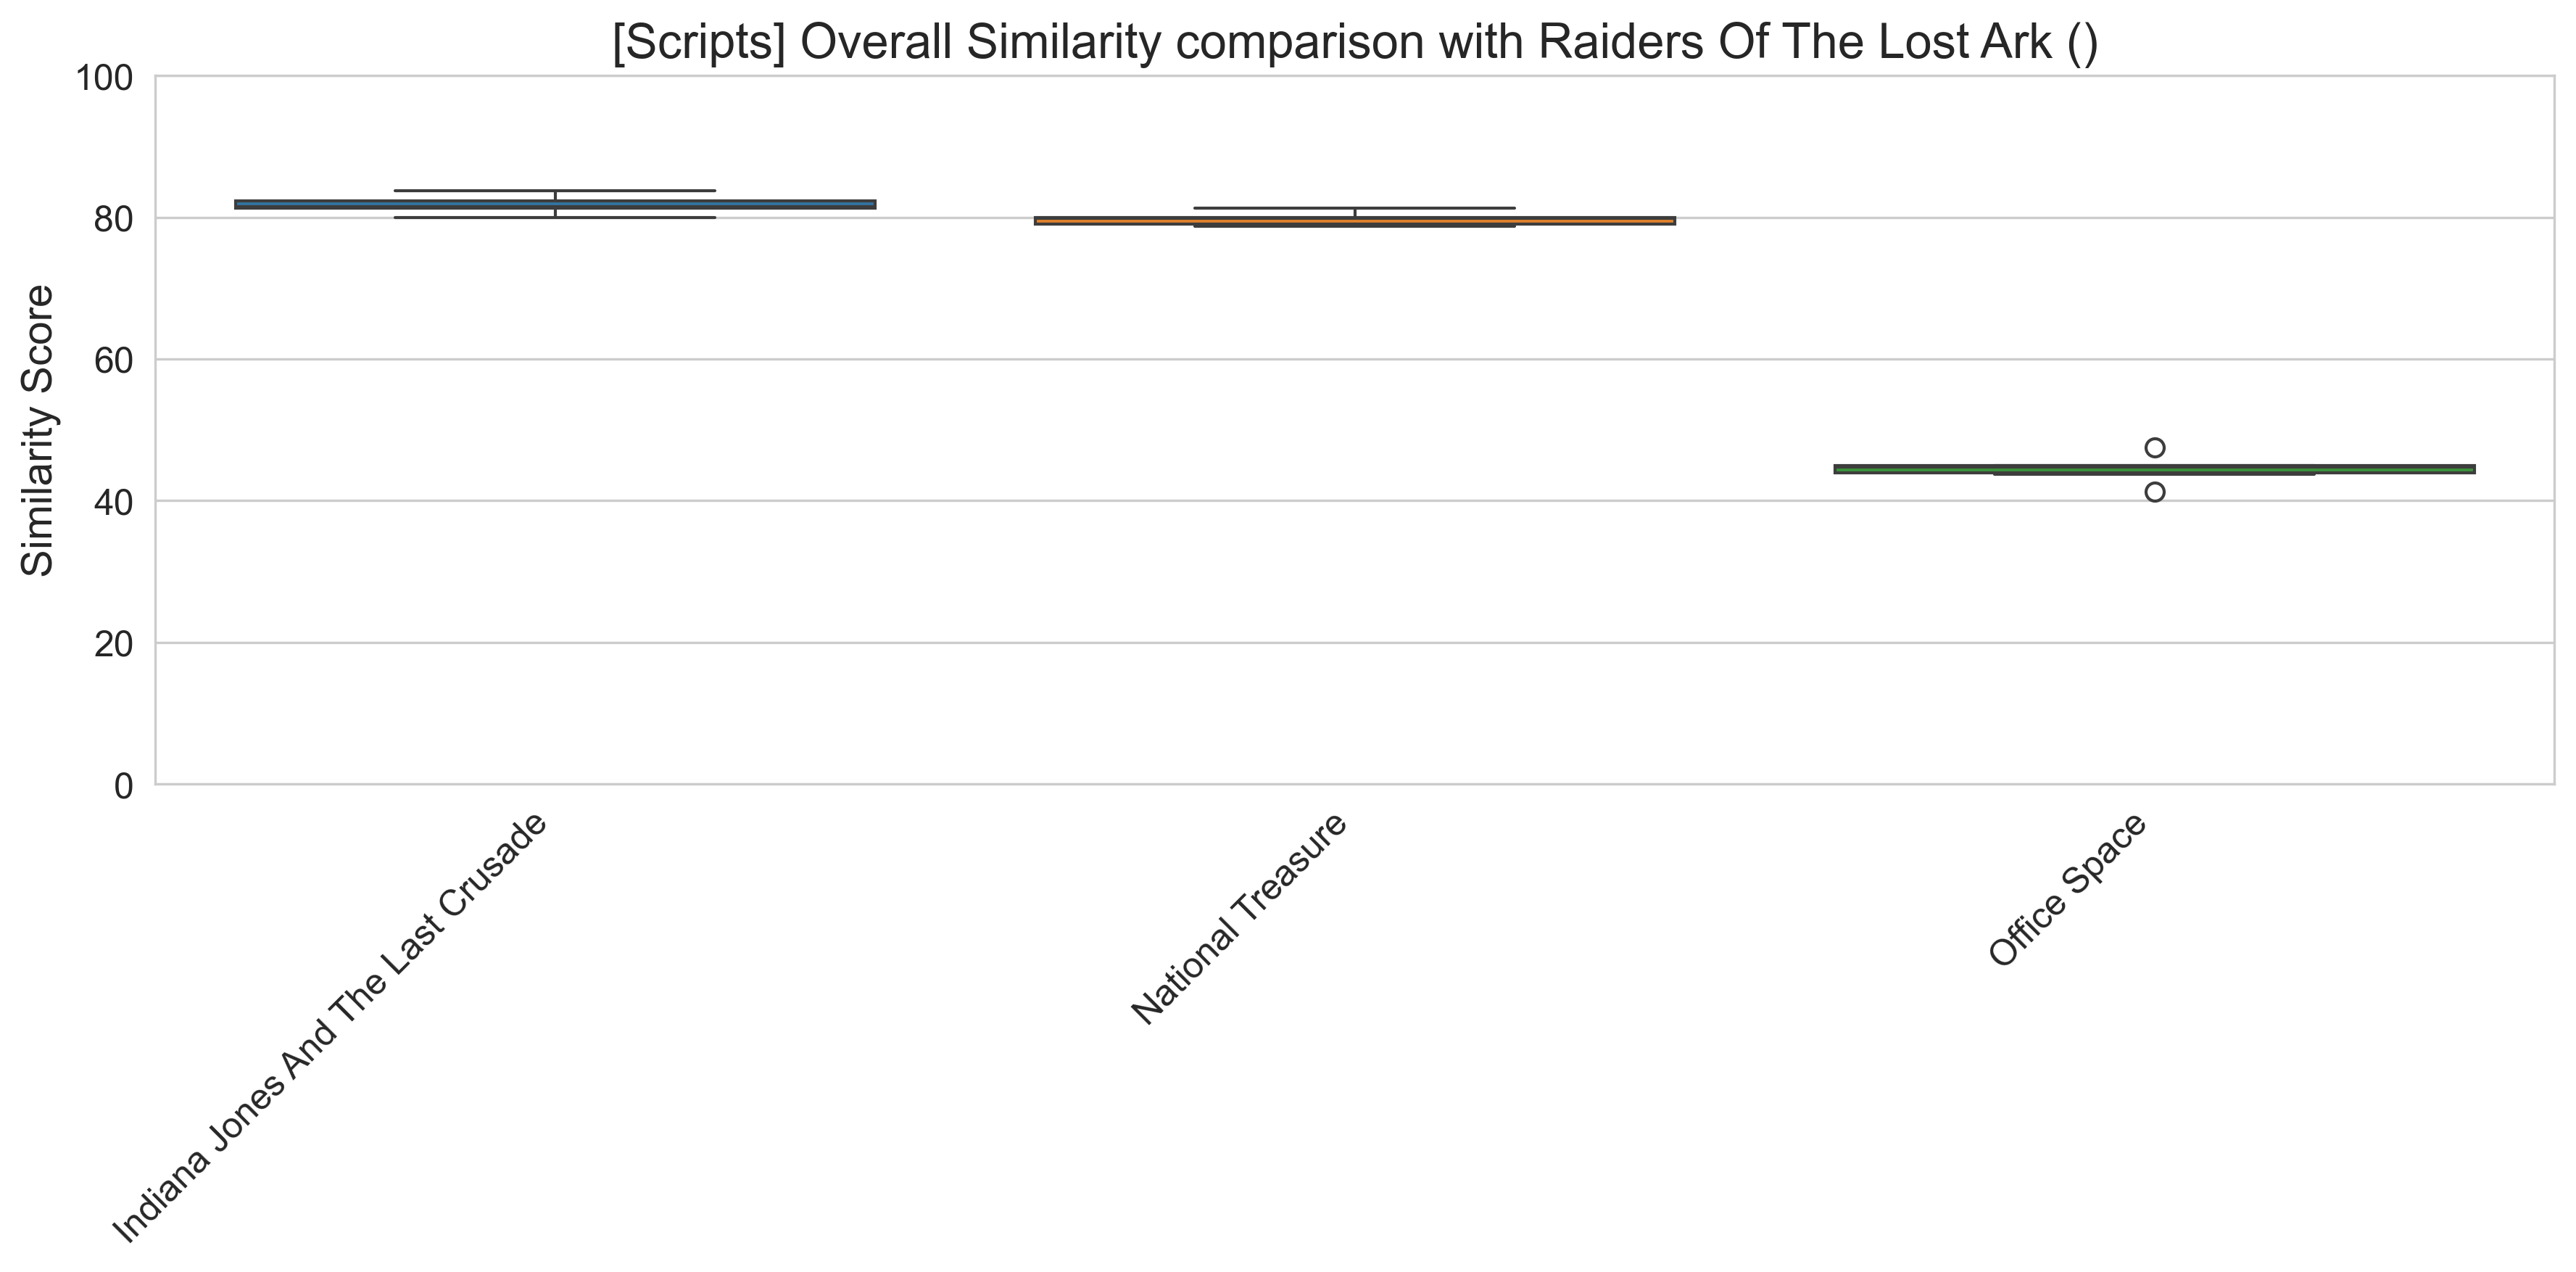 [Scripts] Overall Similarity comparison with Raiders Of The Lost Ark ()
100
80
60
40
20
0
Similarity Score
Indiana Jones And The Last Crusade
National Treasure
Office Space